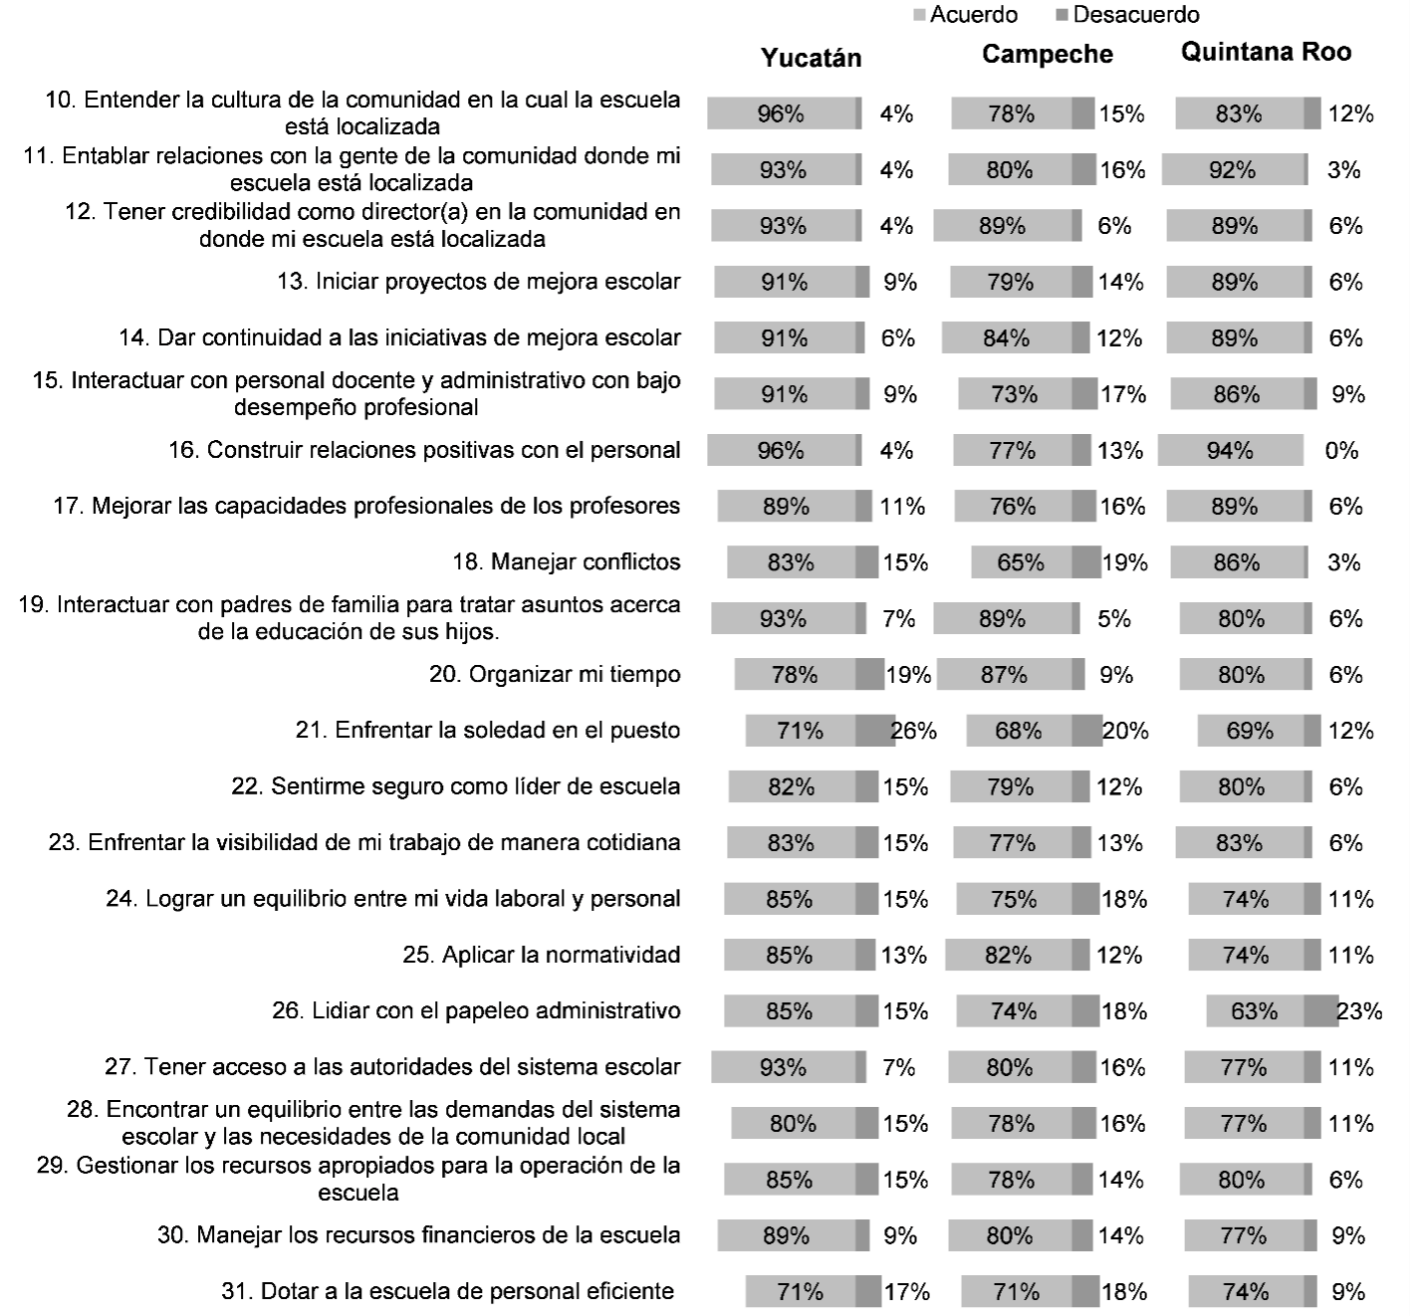 Acuerdo Desacuerdo
Yucatán Campeche Quintana Roo
10. Entender la cultura de la comunidad en la cual la escuela
está localizada
96% 4% 78% 15% 83% 12%
11. Entablar relaciones con la gente de la comunidad donde mi
escuela está localizada
93% 4% 80% 16% 92% 3%
12. Tener credibilidad como director(a) en la comunidad en
donde mi escuela está localizada
93% 4% 89% 6% 89% 6%
13. Iniciar proyectos de mejora escolar 91% 9% 79% 14% 89% 6%
14. Dar continuidad a las iniciativas de mejora escolar 91% 6% 84% 12% 89% 6%
15. Interactuar con personal docente y administrativo con bajo
desempeño profesional
91% 9% 73% 17% 86% 9%
16. Construir relaciones positivas con el personal 96% 4% 77% 13% 94% 0%
17. Mejorar las capacidades profesionales de los profesores 89% 11% 76% 16% 89% 6%
18. Manejar conflictos 83% 15% 65% 19% 86% 3%
19. Interactuar con padres de familia para tratar asuntos acerca
de la educación de sus hijos.
93% 7% 89% 5% 80% 6%
20. Organizar mi tiempo 78% 19% 87% 9% 80% 6%
21. Enfrentar la soledad en el puesto 71% 26% 68% 20% 69% 12%
22. Sentirme seguro como líder de escuela 82% 15% 79% 12% 80% 6%
23. Enfrentar la visibilidad de mi trabajo de manera cotidiana 83% 15% 77% 13% 83% 6%
24. Lograr un equilibrio entre mi vida laboral y personal 85% 15% 75% 18% 74% 11%
25. Aplicar la normatividad 85% 13% 82% 12% 74% 11%
26. Lidiar con el papeleo administrativo 85% 15% 74% 18% 63% 23%
27. Tener acceso a las autoridades del sistema escolar 93% 7% 80% 16% 77% 11%
28. Encontrar un equilibrio entre las demandas del sistema
escolar y las necesidades de la comunidad local
80% 15% 78% 16% 77% 11%
29. Gestionar los recursos apropiados para la operación de la
escuela
85% 15% 78% 14% 80% 6%
30. Manejar los recursos financieros de la escuela 89% 9% 80% 14% 77% 9%
31. Dotar a la escuela de personal eficiente 71% 17% 71% 18% 74% 9%